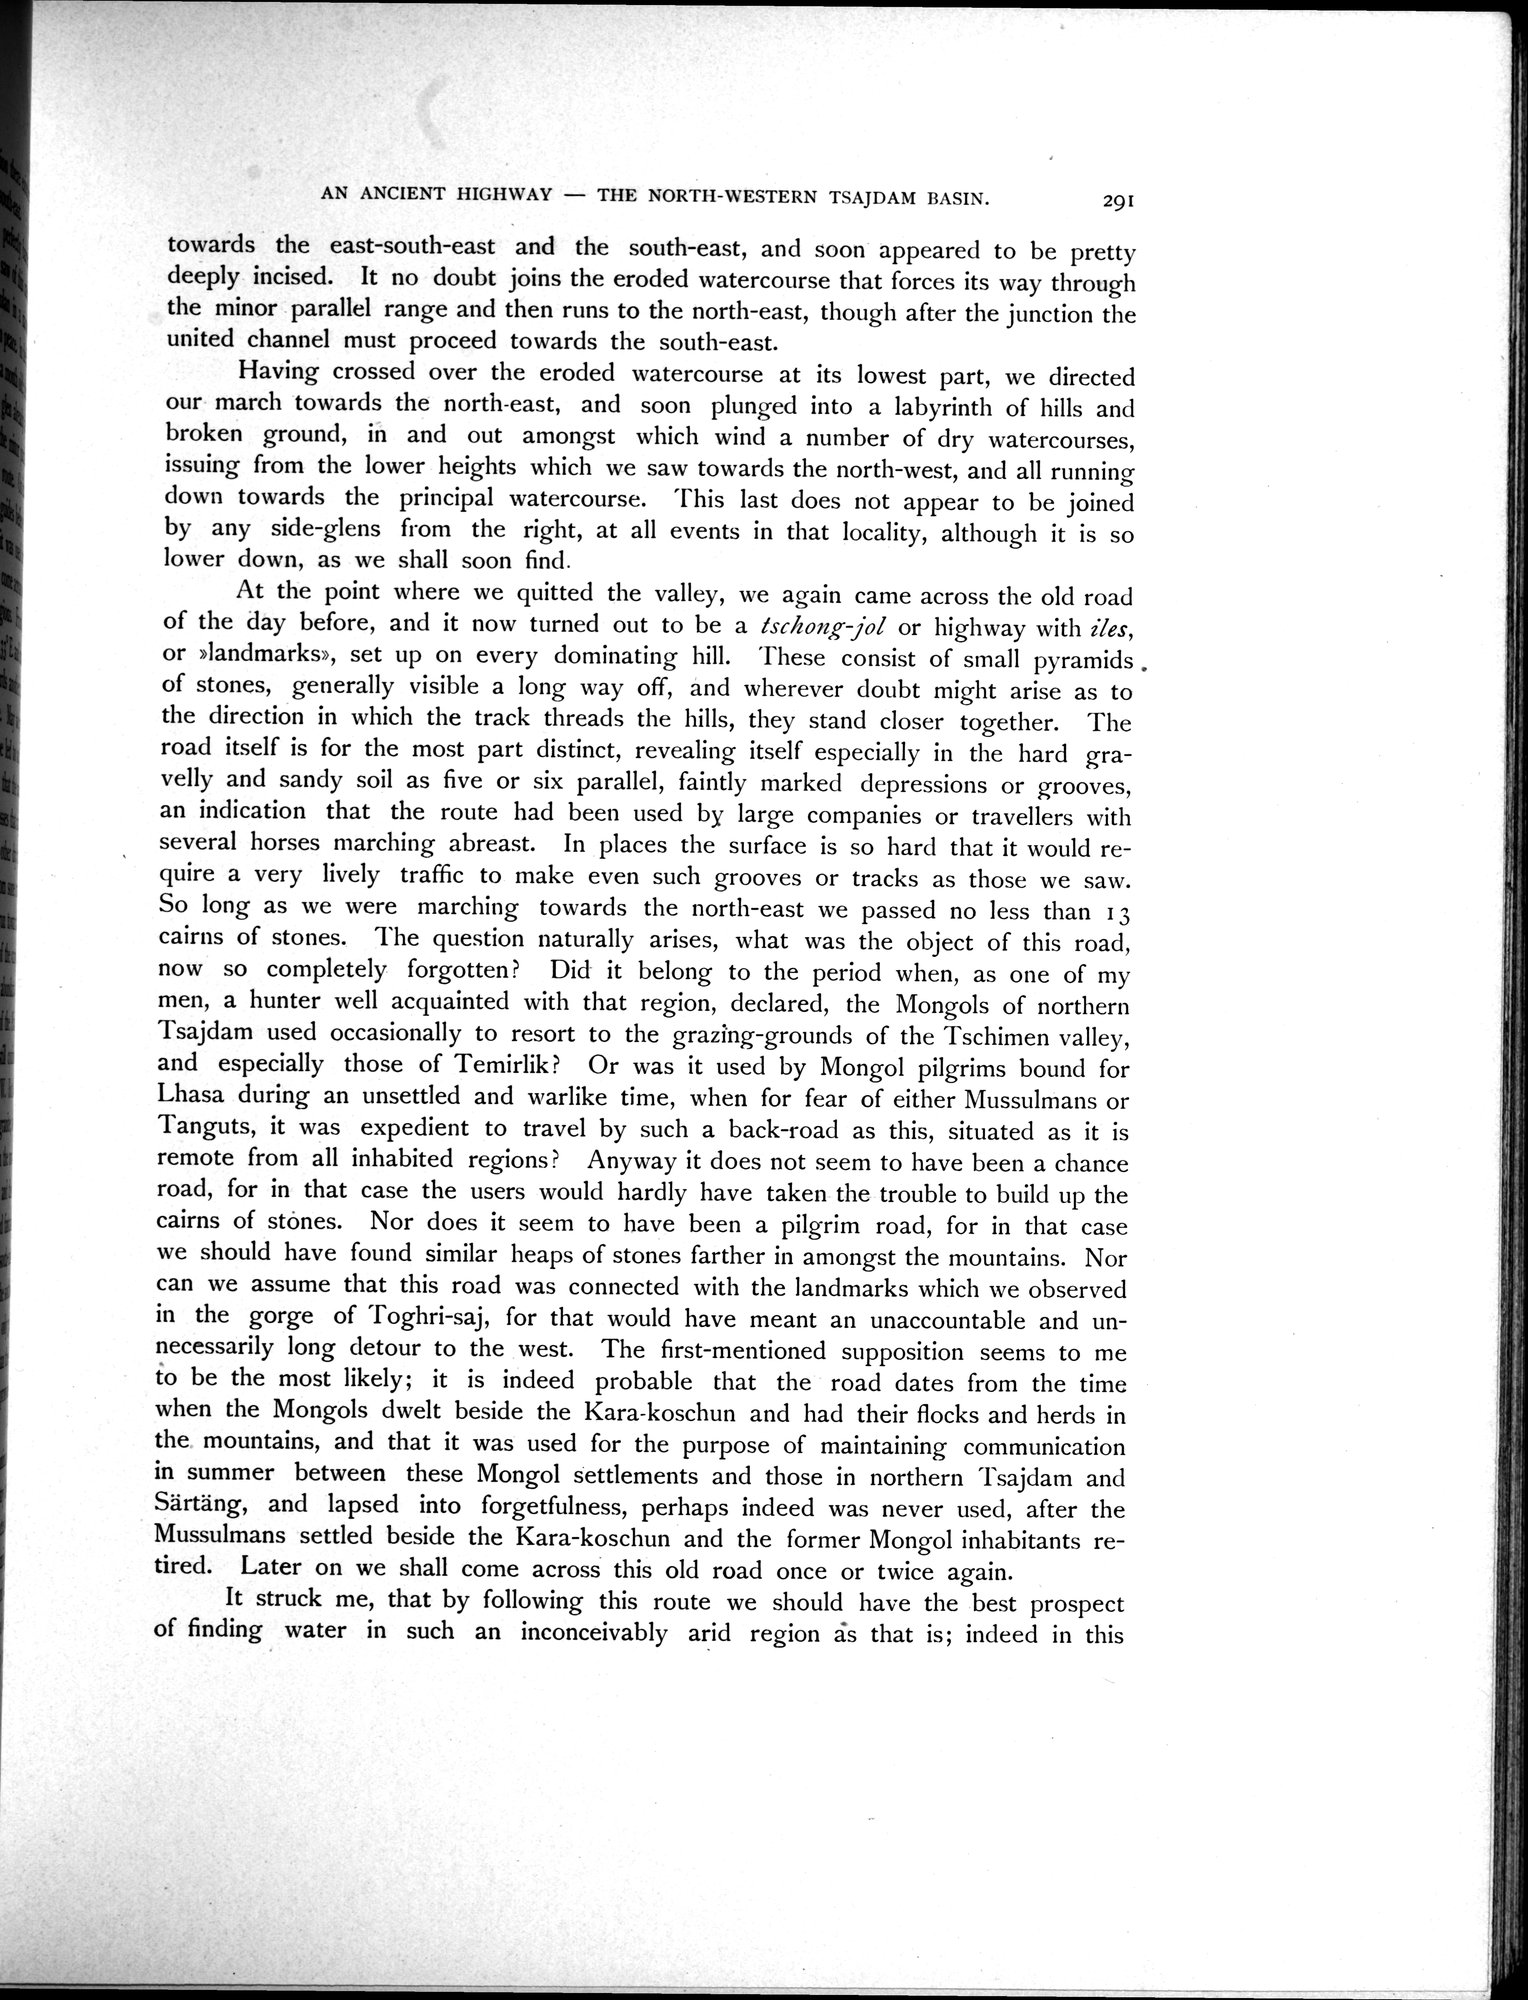 AN ANCIENT HIGHWAY — THE NORTH-WESTERN TSAJDAM BASIN. 291
towards the east-south-east and the south-east, and soon appeared to be pretty
deeply incised. It no doubt joins the eroded watercourse that forces its way through
the minor parallel range and then runs to the north-east, though after the junction the
united channel must proceed towards the south-east.
Having crossed over the eroded watercourse at its lowest part, we directed
our march towards the north-east, and soon plunged into a labyrinth of hills and
broken ground, in and out amongst which wind a number of dry watercourses,
issuing from the lower heights which we saw towards the north-west, and all running
down towards the principal watercourse. This last does not appear to be joined
by any side-glens from the right, at all events in that locality, although it is so
lower down, as we shall soon find.
At the point where we quitted the valley, we again came across the old road
of the day before, and it now turned out to be a tschong-jol or highway with iles,
or »landmarks», set up on every dominating hill. These consist of small pyramids
of stones, generally visible a long way off, and wherever doubt might arise as to
the direction in which the track threads the hills, they stand closer together. The
road itself is for the most part distinct, revealing itself especially in the hard gra-
velly and sandy soil as five or six parallel, faintly marked depressions or grooves,
an indication that the route had been used by large companies or travellers with
several horses marching abreast. In places the surface is so hard that it would re-
quire a very lively traffic to make even such grooves or tracks as those we saw.
So long as we were marching towards the north-east we passed no less than 13
cairns of stones. The question naturally arises, what was the object of this road,
now so completely forgotten? Did it belong to the period when, as one of my
men, a hunter well acquainted with that region, declared, the Mongols of northern
Tsajdam used occasionally to resort to the grazing-grounds of the Tschimen valley,
and especially those of Temirlik? Or was it used by Mongol pilgrims bound for
Lhasa during an unsettled and warlike time, when for fear of either Mussulmans or
Tanguts, it was expedient to travel by such a back-road as this, situated as it is
remote from all inhabited regions? Anyway it does not seem to have been a chance
road, for in that case the users would hardly have taken the trouble to build up the
cairns of stones. Nor does it seem to have been a pilgrim road, for in that case
we should have found similar heaps of stones farther in amongst the mountains. Nor
can we assume that this road was connected with the landmarks which we observed
in the gorge of Toghri-saj, for that would have meant an unaccountable and un-
necessarily long detour to the west. The first-mentioned supposition seems to me
to be the most likely; it is indeed probable that the road dates from the time
when the Mongols dwelt beside the Kara-koschun and had their flocks and herds in
the mountains, and that it was used for the purpose of maintaining communication
in summer between these Mongol settlements and those in northern Tsajdam and
Särtäng, and lapsed into forgetfulness, perhaps indeed was never used, after the
Mussulmans settled beside the Kara-koschun and the former Mongol inhabitants re-
tired. Later on we shall come across this old road once or twice again.
It struck me, that by following this route we should have the best prospect
of finding water in such an inconceivably arid region as that is; indeed in this